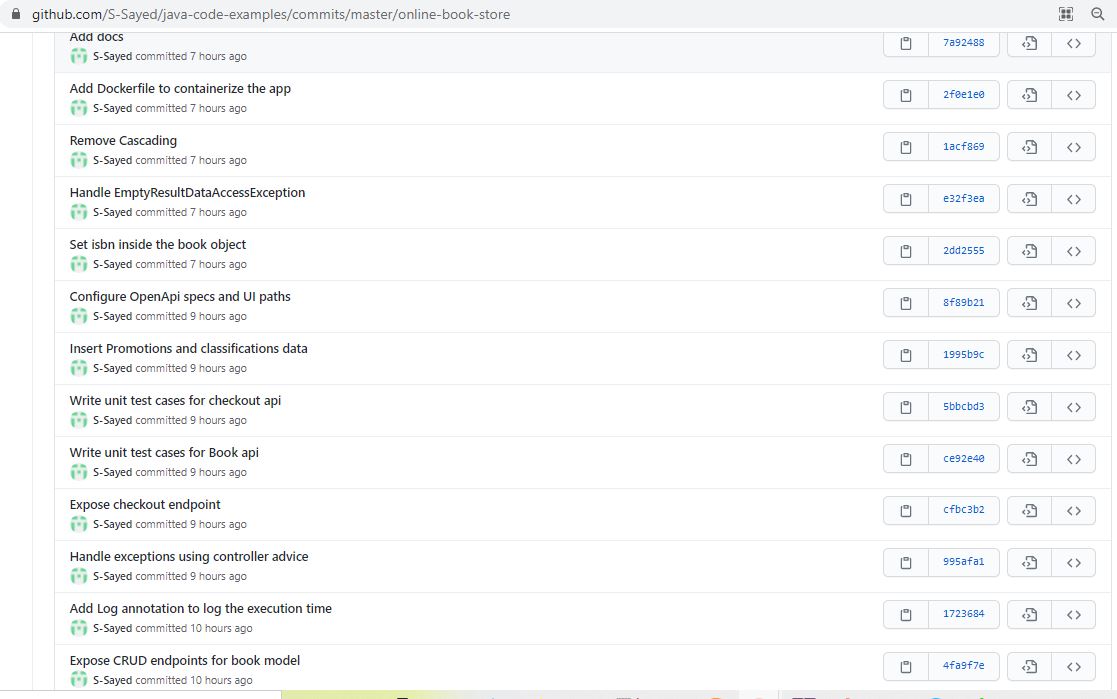 github.com/S-Sayed/java-code-examples/commits/master/online-book-store
Add docs
S-Sayed committed 7 hours ago
7a92488
Add Dockerfile to containerize the app
S-Sayed committed 7 hours ago
2f0e1e0
Remove Cascading
S-Sayed committed 7 hours ago
1acf869
Handle EmptyResultDataAccessException
S-Sayed committed 7 hours ago
e32f3ea
Set isbn inside the book object
S-Sayed committed 7 hours ago
2dd2555
Configure OpenApi specs and UI paths
S-Sayed committed 9 hours ago
8f89b21
Insert Promotions and classifications data
S-Sayed committed 9 hours ago
1995b9c
Write unit test cases for checkout api
S-Sayed committed 9 hours ago
5bbcbd3
Write unit test cases for Book api
S-Sayed committed 9 hours ago
ce92e40
Expose checkout endpoint
S-Sayed committed 9 hours ago
cfbc3b2
Handle exceptions using controller advice
S-Sayed committed 9 hours ago
995afa1
Add Log annotation to log the execution time
S-Sayed committed 10 hours ago
1723684
Expose CRUD endpoints for book model
S-Sayed committed 10 hours ago
4fa9f7e